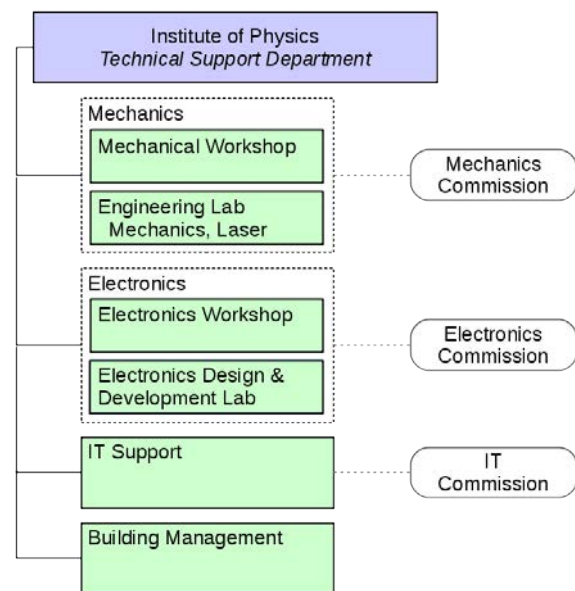 Institute of Physics
Technical Support Department
Mechanics
Mechanical Workshop
Engineering Lab
Mechanics, Laser
Mechanics
Commission
Electronics
Electronics Workshop
Electronics Design &
Development Lab
Electronics
Commission
IT Support
IT
Commission
Building Management